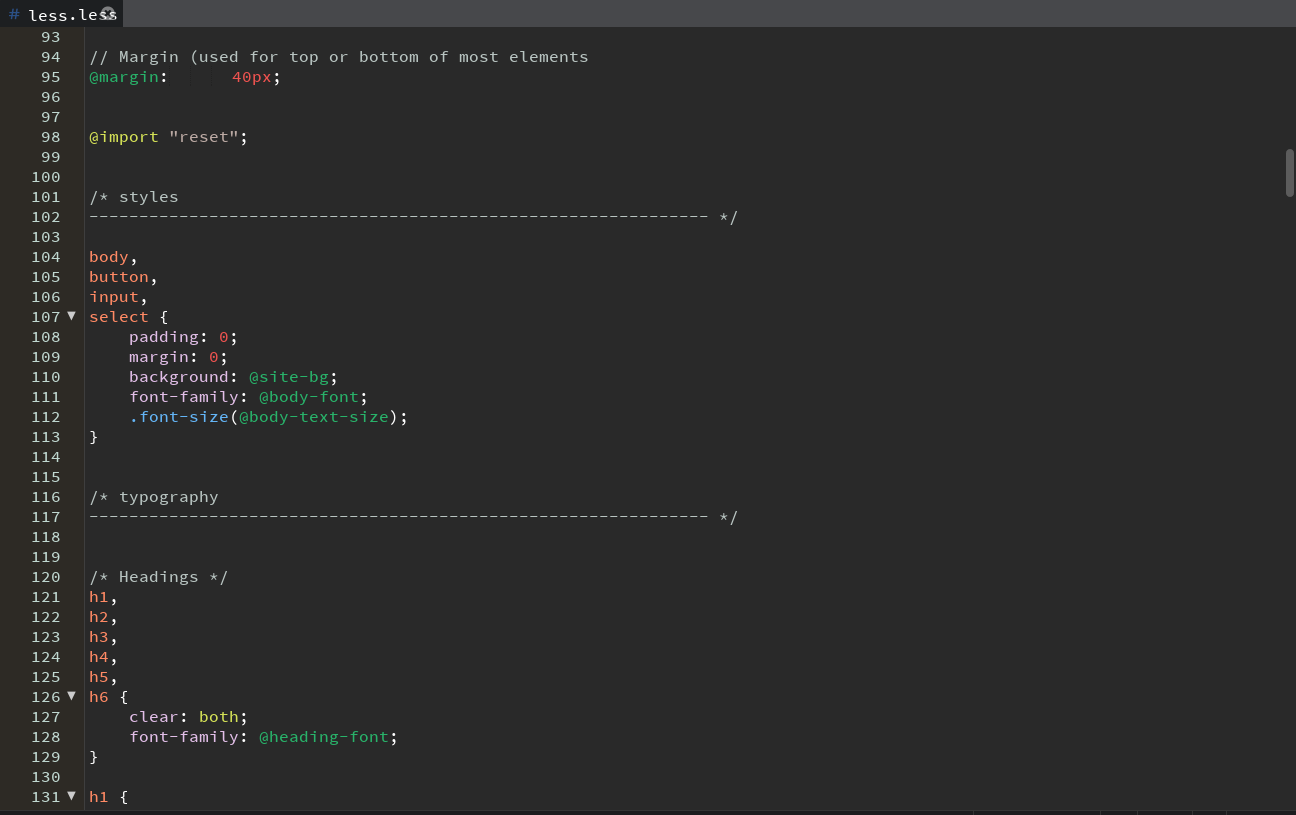 # less.less
93
94 // Margin (used for top or bottom of most elements
95 @margin: 40px;
96
97
98 @import "reset";
99
100
101 /* styles
102 -------------------------------------------------------------- */
103
104 body,
105 button,
106 input,
107 ▼ select {
108 padding: 0;
109 margin: 0;
110 background: @site-bg;
111 font-family: @body-font;
112 .font-size(@body-text-size);
113 }
114
115
116 /* typography
117 -------------------------------------------------------------- */
118
119
120 /* Headings */
121 h1,
122 h2,
123 h3,
124 h4,
125 h5,
126 ▼ h6 {
127 clear: both;
128 font-family: @heading-font;
129 }
130
131 ▼ h1 {